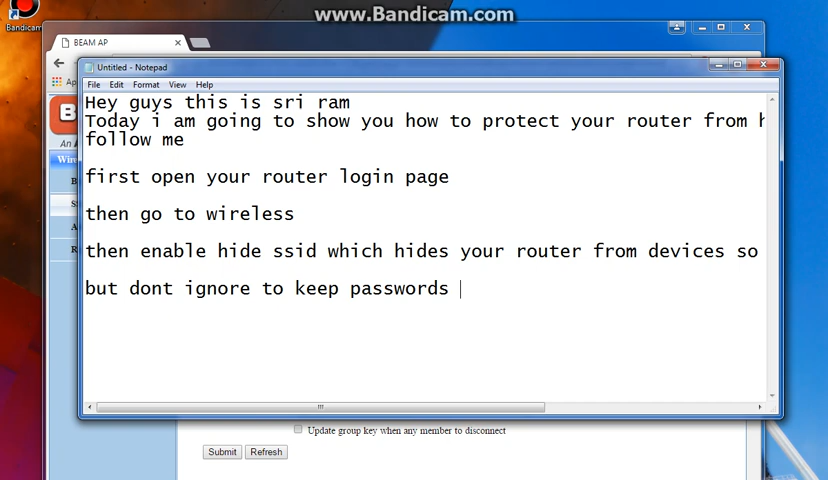 www.Bandicam.com
Bandicam
BEAM AP
Untitled - Notepad
File Edit Format View Help
Hey guys this is sri ram
Today i am going to show you how to protect your router from h
follow me
first open your router login page
then go to wireless
then enable hide ssid which hides your router from devices so
but dont ignore to keep passwords
Update group key when any member to disconnect
Submit Refresh